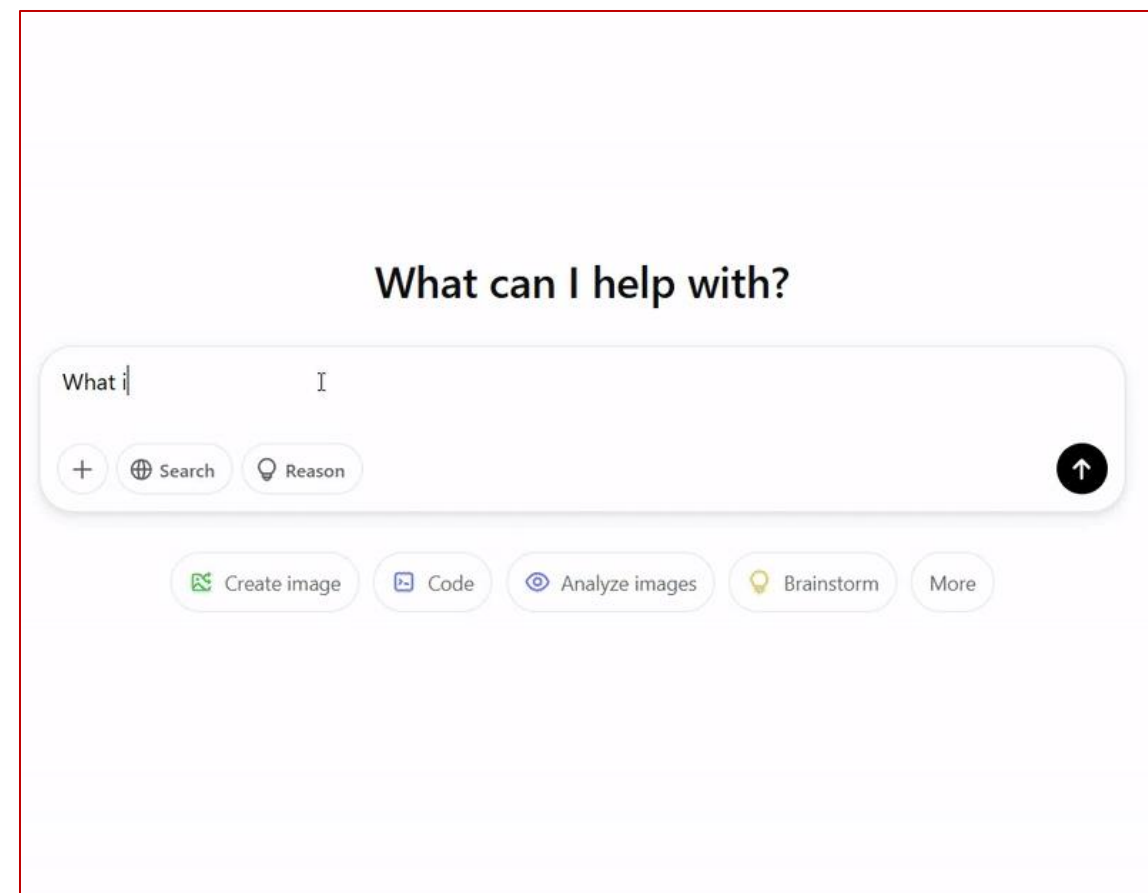 What can I help with?
What i
Search Reason
Create image Code Analyze images Brainstorm More